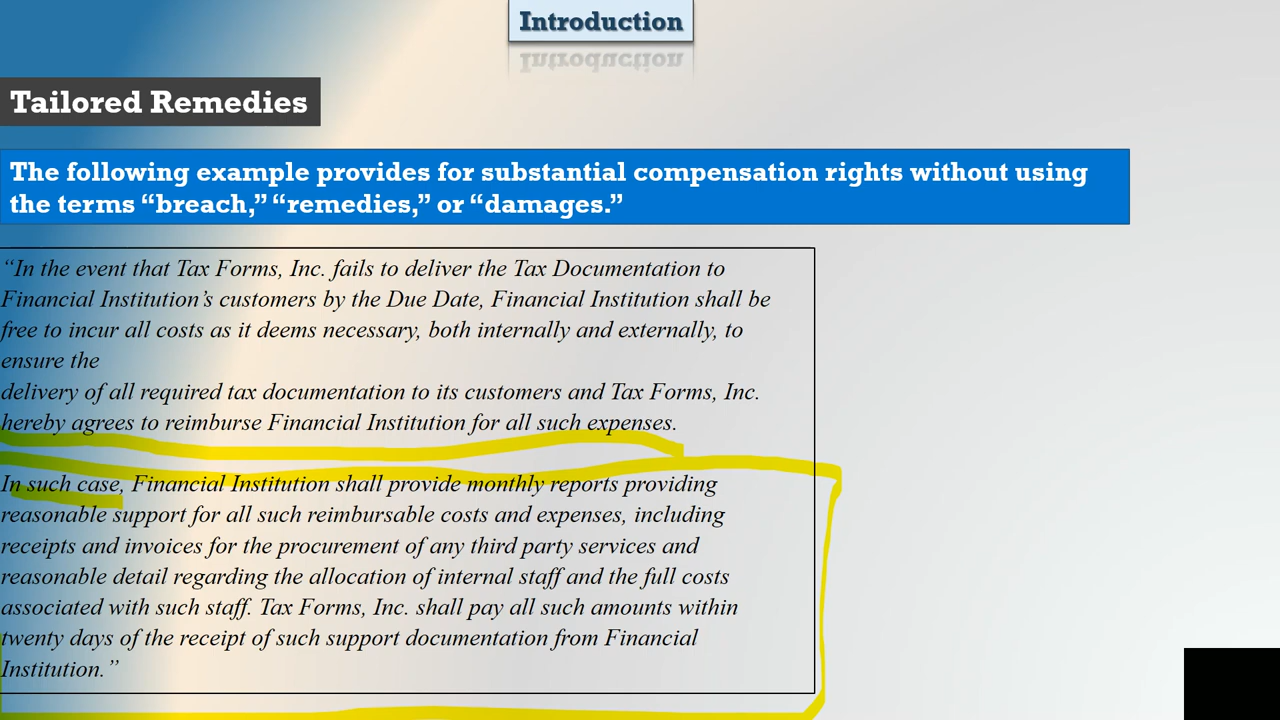 Introduction
Tailored Remedies
The following example provides for substantial compensation rights without using
the terms “breach,” “remedies,” or “damages.”
“In the event that Tax Forms, Inc. fails to deliver the Tax Documentation to
Financial Institution’s customers by the Due Date, Financial Institution shall be
free to incur all costs as it deems necessary, both internally and externally, to
ensure the
delivery of all required tax documentation to its customers and Tax Forms, Inc.
hereby agrees to reimburse Financial Institution for all such expenses.
In such case, Financial Institution shall provide monthly reports providing
reasonable support for all such reimbursable costs and expenses, including
receipts and invoices for the procurement of any third party services and
reasonable detail regarding the allocation of internal staff and the full costs
associated with such staff. Tax Forms, Inc. shall pay all such amounts within
twenty days of the receipt of such support documentation from Financial
Institution.”